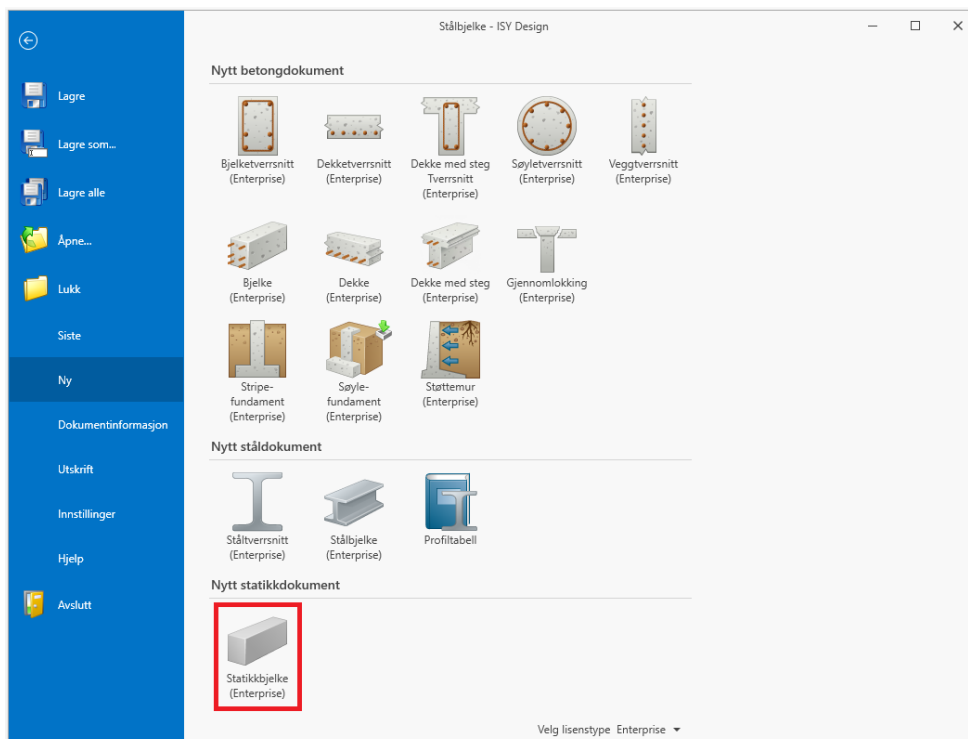 Stålbjelke - ISY Design
Lagre
Lagre som...
Lagre alle
Åpne...
Lukk
Siste
Ny
Dokumentinformasjon
Utskrift
Innstillinger
Hjelp
Avslutt
Nytt betongdokument
Bjelketverrsnitt
(Enterprise)
Dekketverrsnitt
(Enterprise)
Dekke med steg
Tverrsnitt
(Enterprise)
Søyletverrsnitt
(Enterprise)
Veggtverrsnitt
(Enterprise)
Bjelke
(Enterprise)
Dekke
(Enterprise)
Dekke med steg
(Enterprise)
Gjennomlokking
(Enterprise)
Stripe-
fundament
(Enterprise)
Søyle-
fundament
(Enterprise)
Støttemur
(Enterprise)
Nytt ståldokument
Ståltverrsnitt
(Enterprise)
Stålbjelke
(Enterprise)
Profiltabell
Nytt statikkdokument
Statikkbjelke
(Enterprise)
Velg lisenstype Enterprise